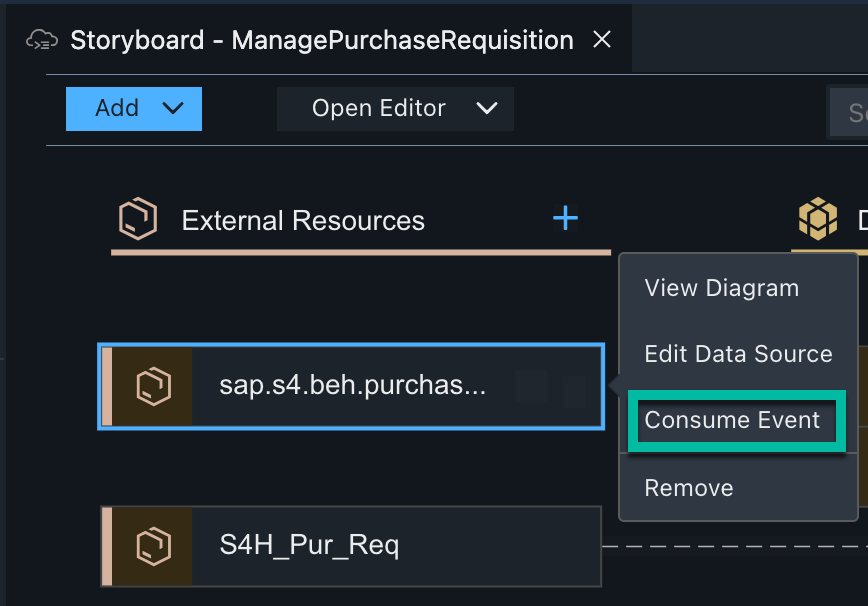 Storyboard - ManagePurchaseRequisition
Add
Open Editor
External Resources
View Diagram
Edit Data Source
Consume Event
Remove
sap.s4.beh.purchas...
S4H_Pur_Req